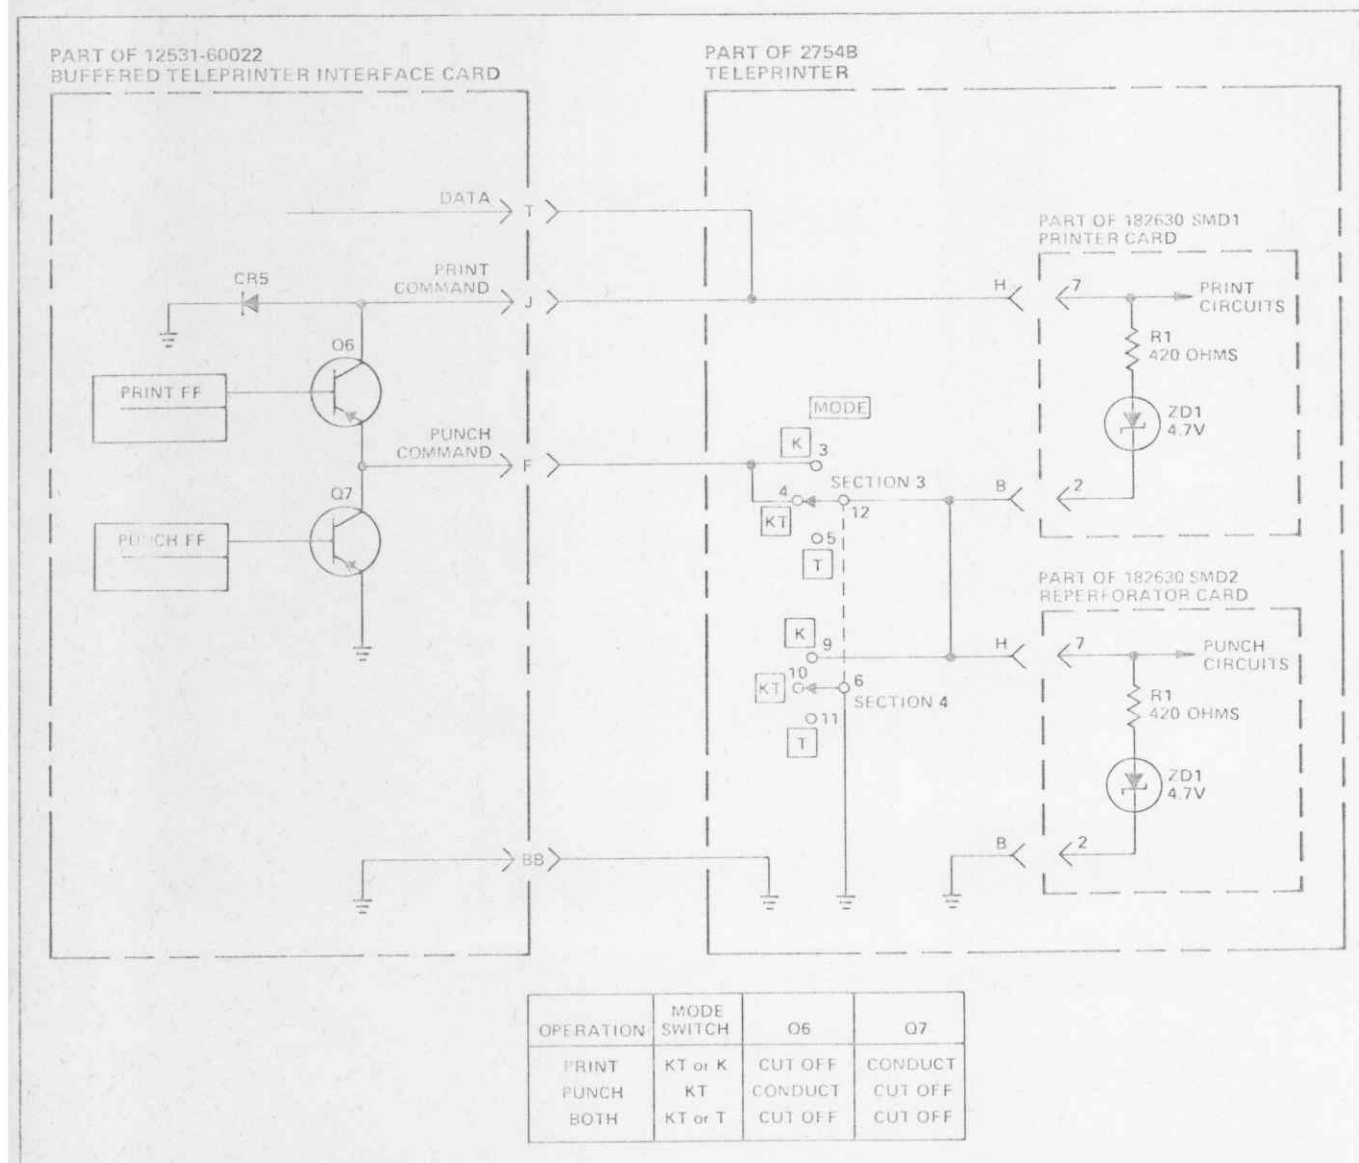 PART OF 12531-60022
BUFFERED TELEPRINTER INTERFACE CARD
PART OF 2754B
TELEPRINTER
DATA
T
PART OF 182630 SMD1
PRINTER CARD
CR5
PRINT
COMMAND
J
H
7
PRINT
CIRCUITS
R1
420 OHMS
Q6
PRINT FF
MODE
ZD1
4.7V
PUNCH
COMMAND
F
K
3
SECTION 3
4
12
B
2
KT
Q7
PUNCH FF
O5
T
PART OF 182630 SMD2
REPERFORATOR CARD
K
9
H
7
PUNCH
CIRCUITS
10
KT
6
SECTION 4
R1
420 OHMS
O11
T
ZD1
4.7V
B
2
BB
OPERATION MODE SWITCH Q6 Q7
PRINT KT or K CUT OFF CONDUCT
PUNCH KT CONDUCT CUT OFF
BOTH KT or T CUT OFF CUT OFF